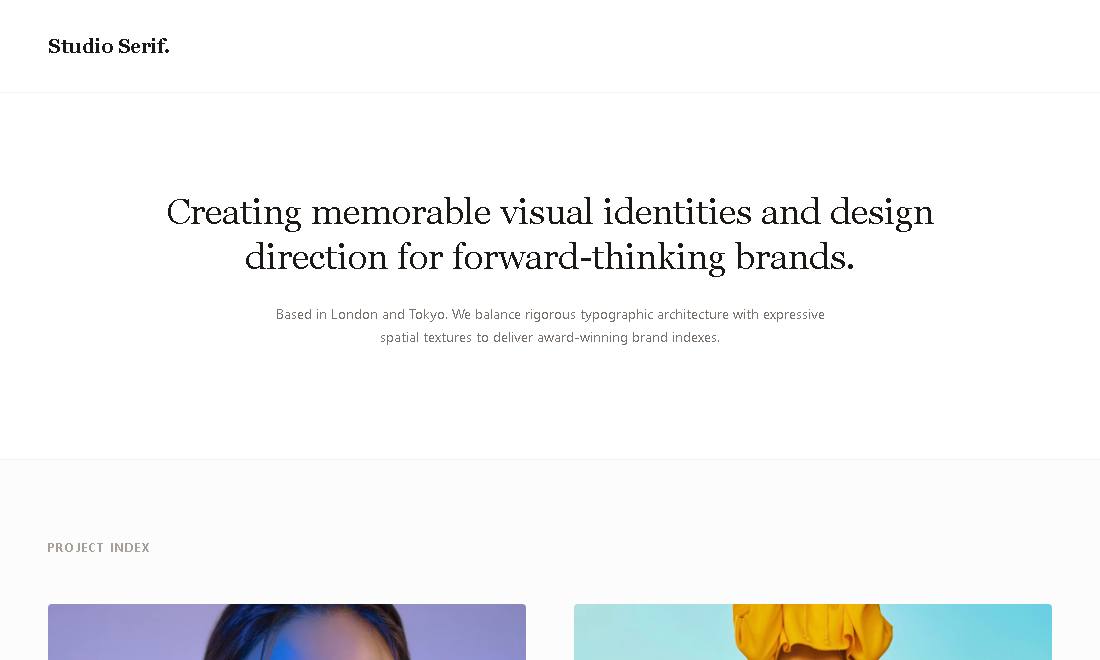 Studio Serif.
Creating memorable visual identities and design
direction for forward-thinking brands.
Based in London and Tokyo. We balance rigorous typographic architecture with expressive
spatial textures to deliver award-winning brand indexes.
PROJECT INDEX